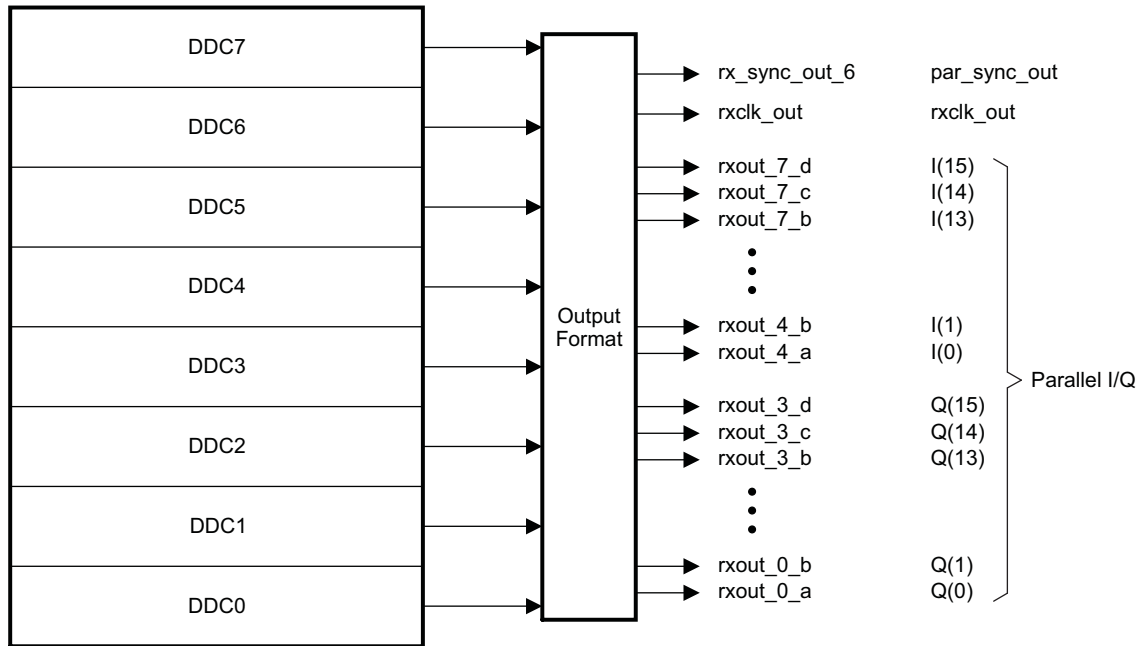 DDC7
DDC6
DDC5
DDC4
DDC3
DDC2
DDC1
DDC0
Output
Format
rx_sync_out_6 par_sync_out
rxclk_out rxclk_out
rxout_7_d I(15)
rxout_7_c I(14)
rxout_7_b I(13)
rxout_4_b I(1)
rxout_4_a I(0)
rxout_3_d Q(15)
rxout_3_c Q(14)
rxout_3_b Q(13)
rxout_0_b Q(1)
rxout_0_a Q(0)
Parallel I/Q